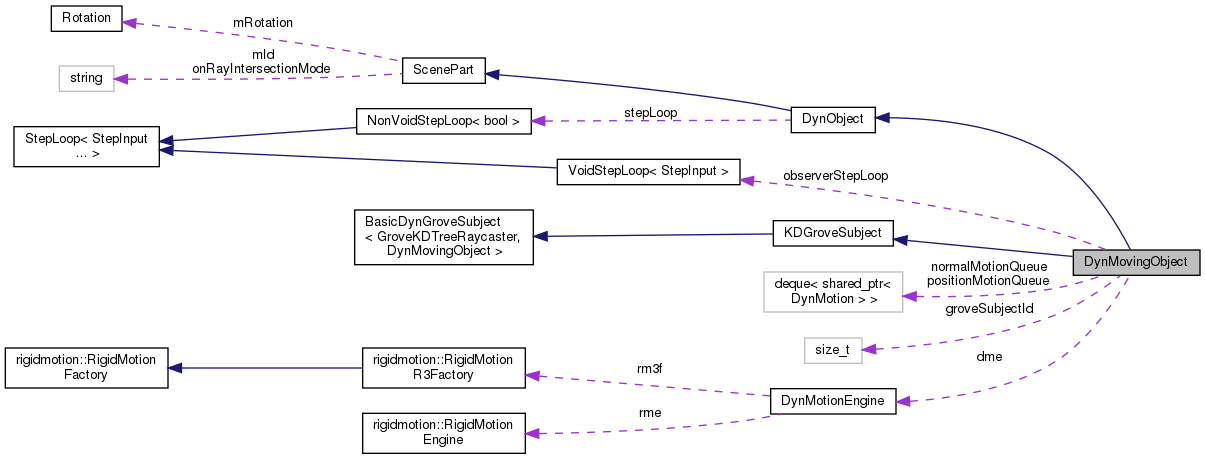 Rotation
mRotation
mId
onRayIntersectionMode
string
ScenePart
StepLoop< StepInput
... >
NonVoidStepLoop< bool >
stepLoop
DynObject
VoidStepLoop< StepInput >
observerStepLoop
BasicDynGroveSubject
< GroveKDTreeRaycaster,
DynMovingObject >
KDGroveSubject
DynMovingObject
normalMotionQueue
positionMotionQueue
deque< shared_ptr<
DynMotion > >
groveSubjectId
size_t
dme
rigidmotion::RigidMotion
Factory
rigidmotion::RigidMotion
R3Factory
rm3f
DynMotionEngine
rme
rigidmotion::RigidMotion
Engine